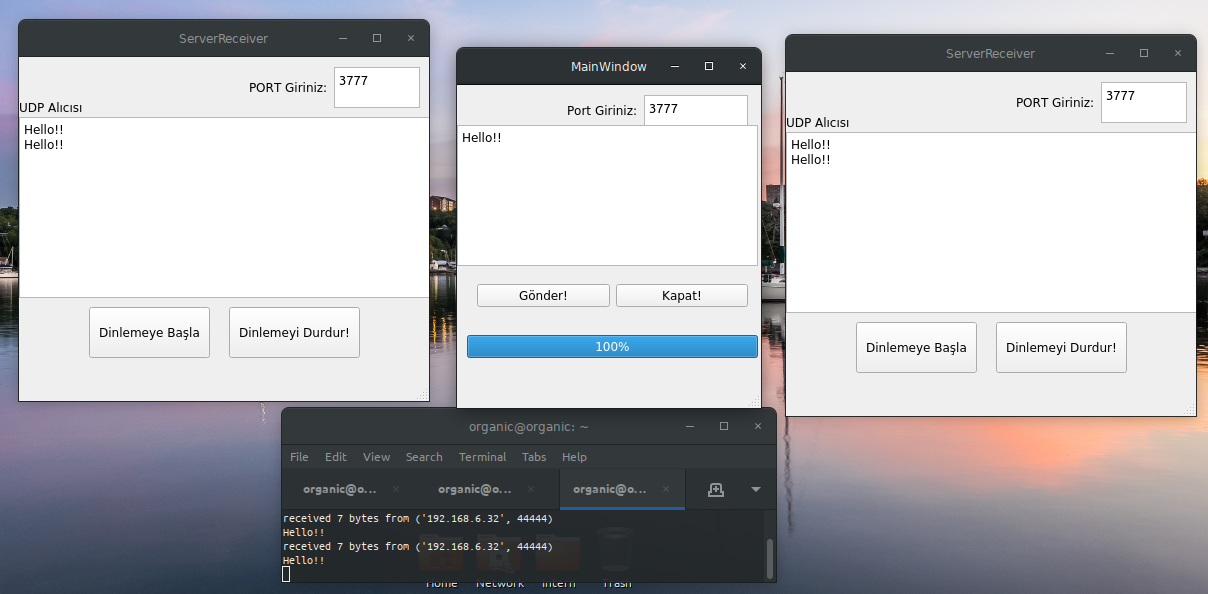 ServerReceiver
PORT Giriniz: 3777
UDP Alıcısı
Hello!!
Hello!!
Dinlemeye Başla Dinlemeyi Durdur!
MainWindow
Port Giriniz: 3777
Hello!!
Gönder! Kapat!
100%
ServerReceiver
PORT Giriniz: 3777
UDP Alıcısı
Hello!!
Hello!!
Dinlemeye Başla Dinlemeyi Durdur!
organic@organic: ~
File Edit View Search Terminal Tabs Help
organic@o... organic@o... organic@o...
received 7 bytes from ('192.168.6.32', 44444)
Hello!!
received 7 bytes from ('192.168.6.32', 44444)
Hello!!
Home Network Intern Trash